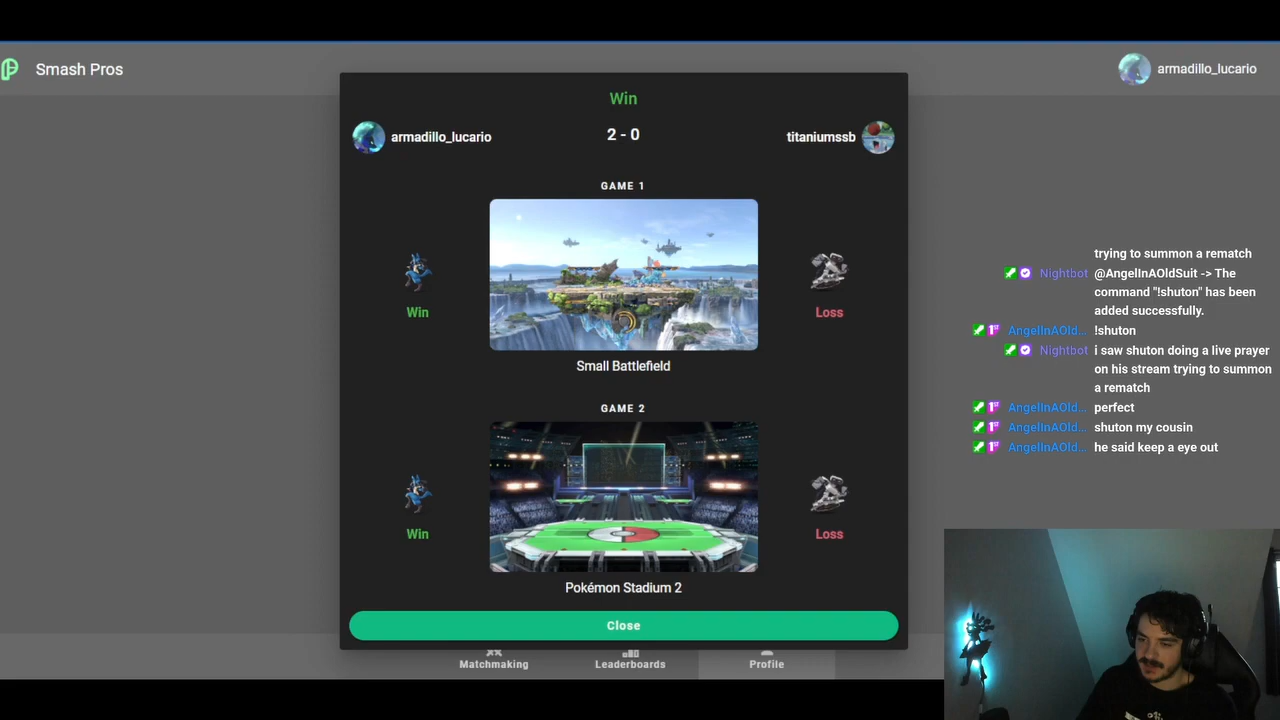 Smash Pros
armadillo_lucario
Win
armadillo_lucario
2 - 0
titaniumssb
GAME 1
Win
Loss
Small Battlefield
GAME 2
Win
Loss
Pokémon Stadium 2
Close
Matchmaking
Leaderboards
Profile
trying to summon a rematch
Nightbot @AngelInAOldSuit -> The
command "!shuton" has been
added successfully.
AngelInAOld... !shuton
Nightbot i saw shuton doing a live prayer
on his stream trying to summon
a rematch
AngelInAOld... perfect
AngelInAOld... shuton my cousin
AngelInAOld... he said keep a eye out